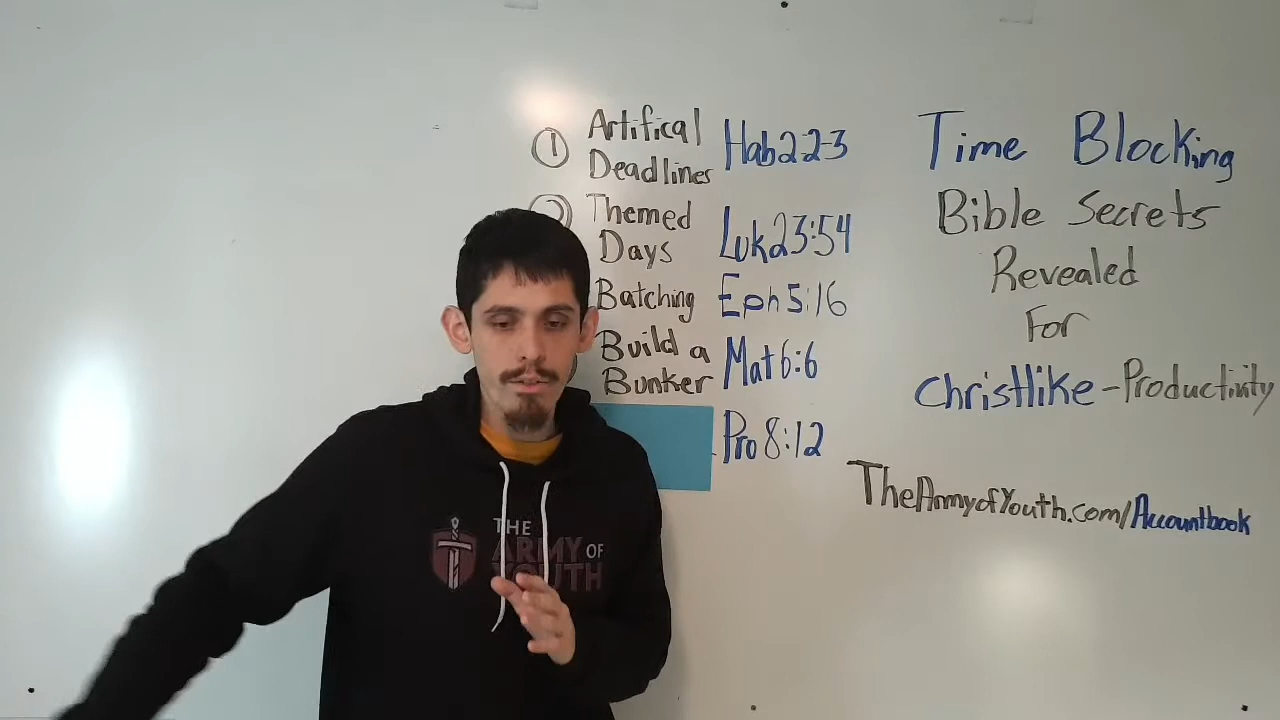 ① Artifical
Deadlines
Hab2:2-3
Themed
Days
Luk23:54
Batching
Eph5:16
Build a
Bunker
Mat6:6
Pro8:12
Time Blocking
Bible Secrets
Revealed
For
Christlike-Productivity
TheArmyofYouth.com/Accountbook
THE
ARMY OF
YOUTH